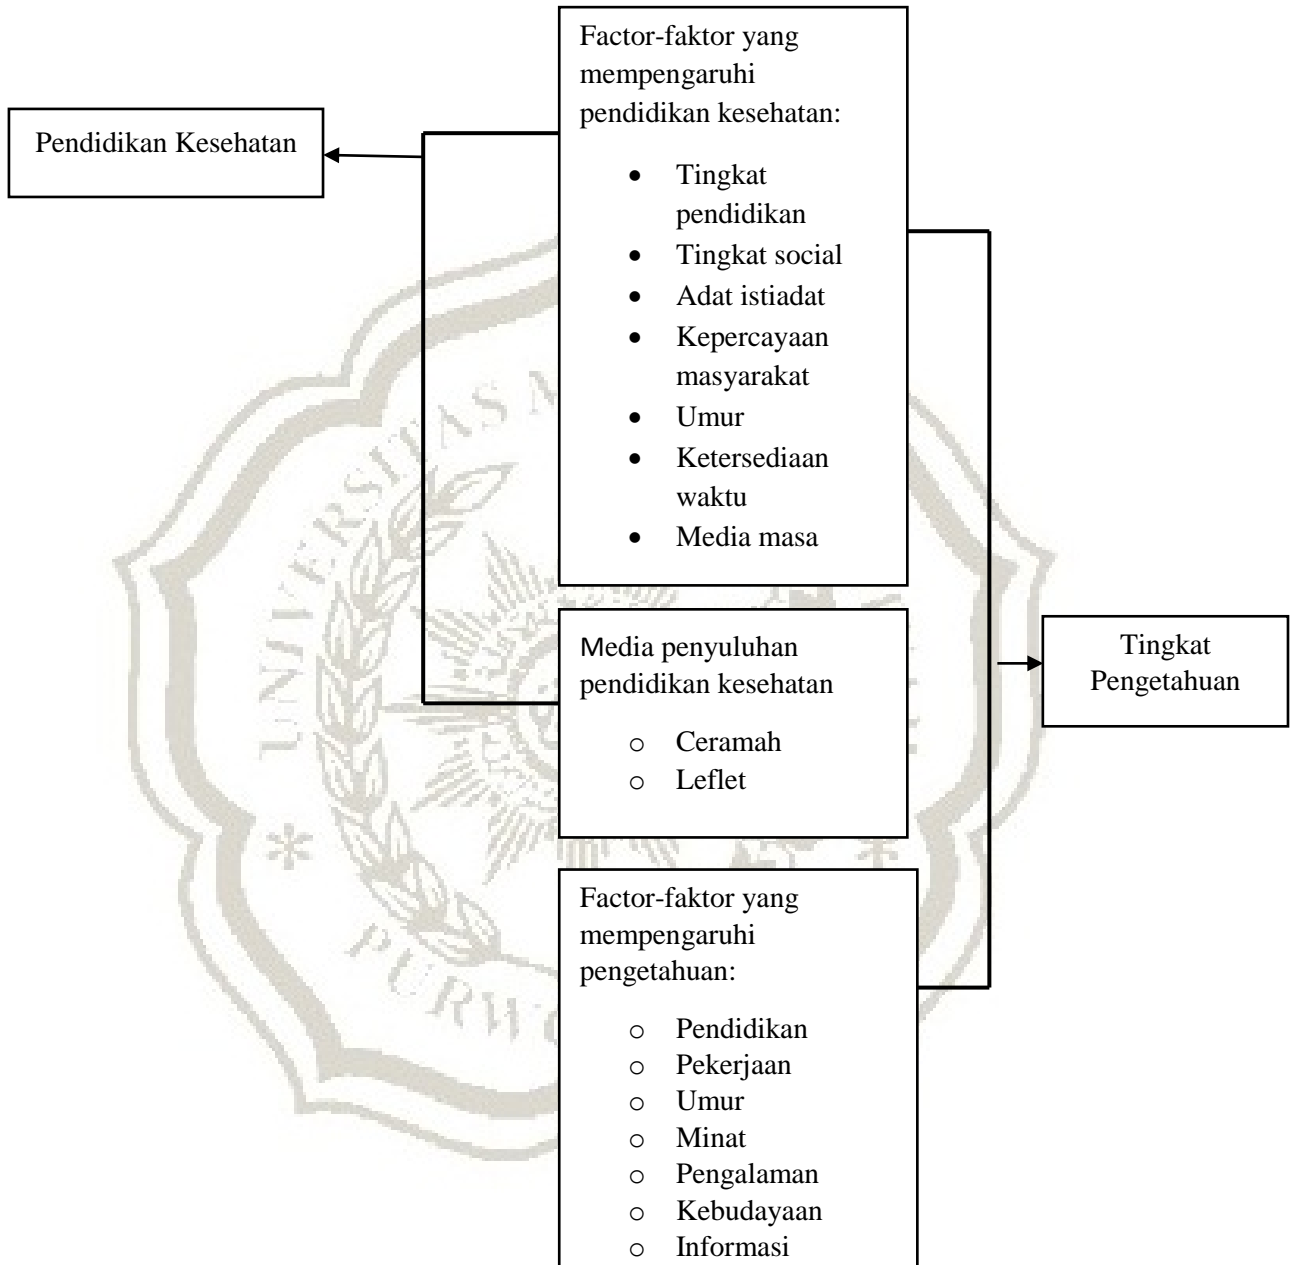 Factor-faktor yang
mempengaruhi
pendidikan kesehatan:
Pendidikan Kesehatan
• Tingkat
pendidikan
• Tingkat social
• Adat istiadat
• Kepercayaan
masyarakat
• Umur
• Ketersediaan
waktu
• Media masa
Media penyuluhan
pendidikan kesehatan
o Ceramah
o Leflet
Tingkat
Pengetahuan
Factor-faktor yang
mempengaruhi
pengetahuan:
o Pendidikan
o Pekerjaan
o Umur
o Minat
o Pengalaman
o Kebudayaan
o Informasi
UNIVERSITAS